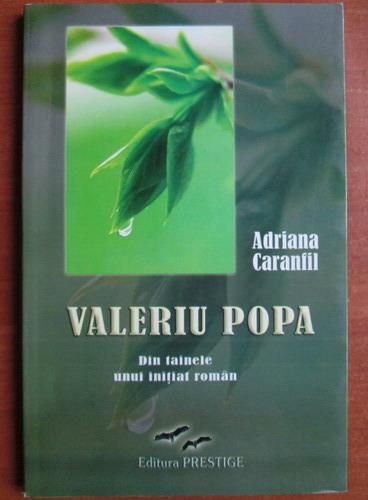 Adriana
Caranfil
VALERIU POPA
Din tainele
unui inițiat român
Editura PRESTIGE